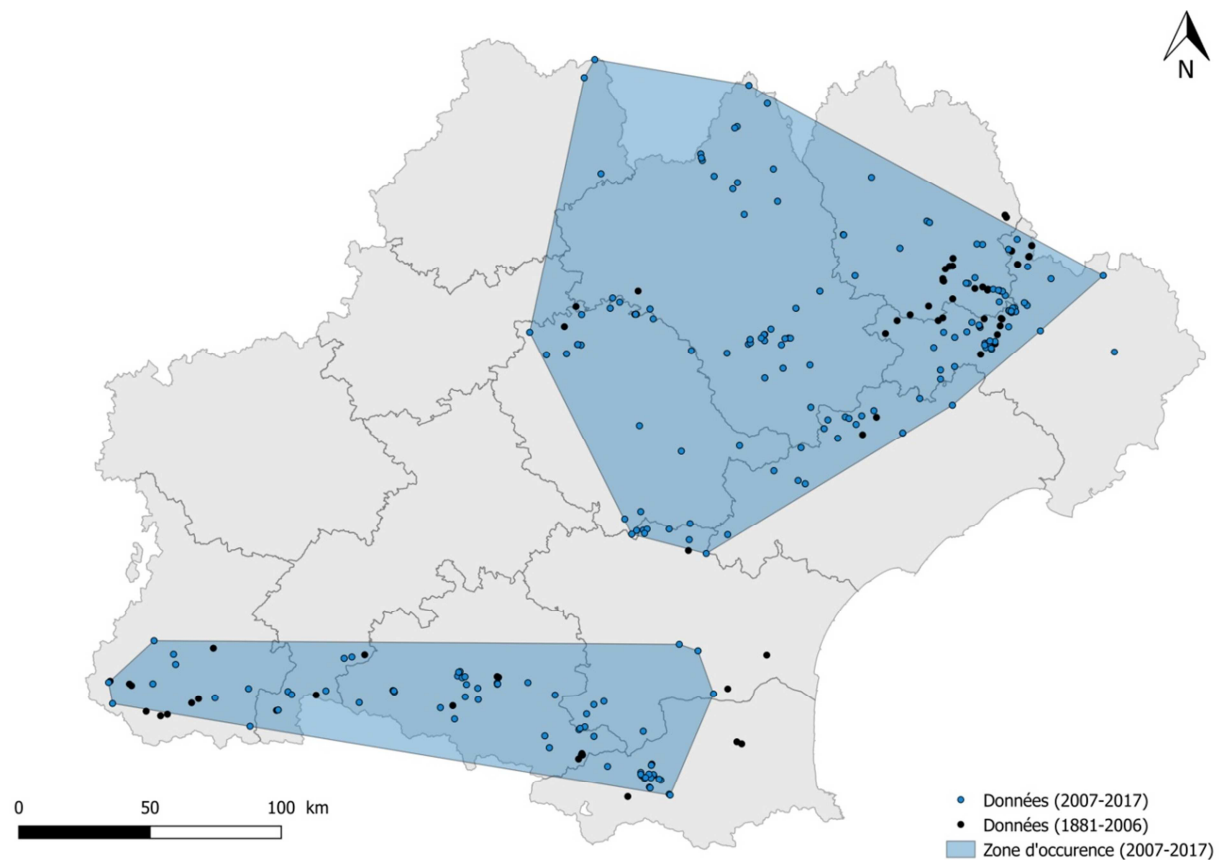 N
0 50 100 km
Données (2007-2017)
Données (1881-2006)
Zone d'occurence (2007-2017)